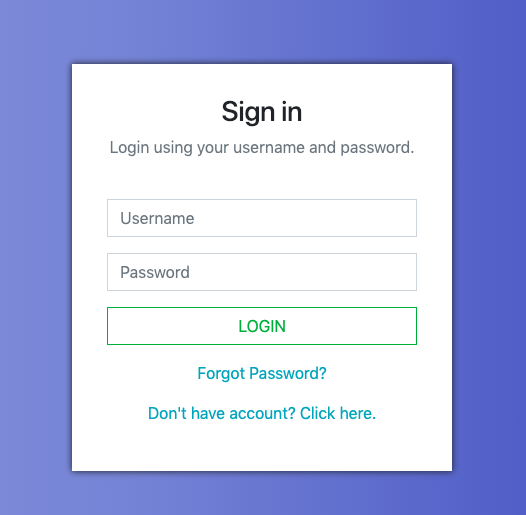 Sign in
Login using your username and password.
Username
Password
LOGIN
Forgot Password?
Don't have account? Click here.